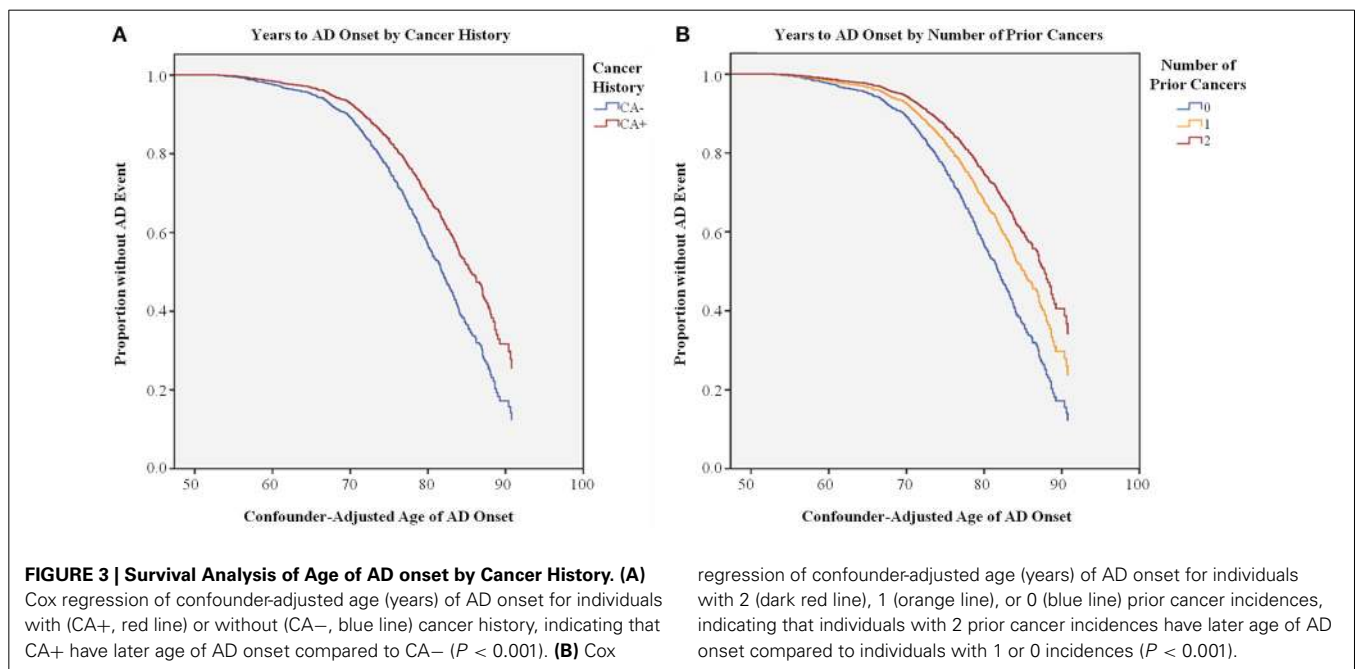 A
Years to AD Onset by Cancer History
Proportion without AD Event
1.0
0.8
0.6
0.4
0.2
0.0
50 60 70 80 90 100
Confounder-Adjusted Age of AD Onset
Cancer
History
CA-
CA+
B
Years to AD Onset by Number of Prior Cancers
Proportion without AD Event
1.0
0.8
0.6
0.4
0.2
0.0
50 60 70 80 90 100
Confounder-Adjusted Age of AD Onset
Number of
Prior Cancers
0
1
2
FIGURE 3 | Survival Analysis of Age of AD onset by Cancer History. (A)
Cox regression of confounder-adjusted age (years) of AD onset for individuals
with (CA+, red line) or without (CA−, blue line) cancer history, indicating that
CA+ have later age of AD onset compared to CA− (P < 0.001). (B) Cox
regression of confounder-adjusted age (years) of AD onset for individuals
with 2 (dark red line), 1 (orange line), or 0 (blue line) prior cancer incidences,
indicating that individuals with 2 prior cancer incidences have later age of AD
onset compared to individuals with 1 or 0 incidences (P < 0.001).